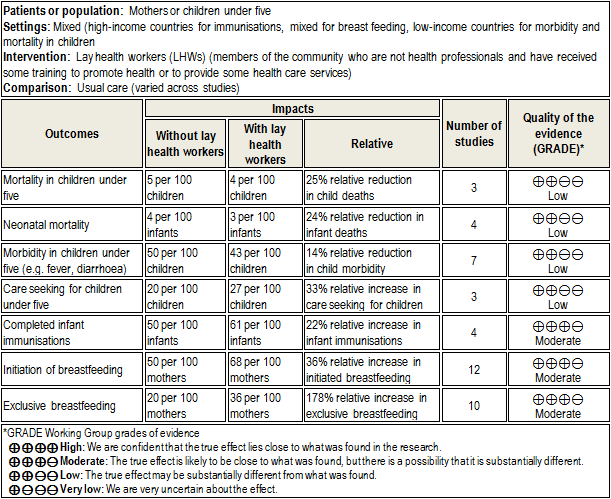 Patients or population: Mothers or children under five
Settings: Mixed (high-income countries for immunisations, mixed for breast feeding, low-income countries for morbidity and
mortality in children
Intervention: Lay health workers (LHWs) (members of the community who are not health professionals and have received
some training to promote health or to provide some health care services)
Comparison: Usual care (varied across studies)
Outcomes
Impacts
Number of
studies
Quality of the
evidence
(GRADE)*
Without lay
health workers
With lay
health
workers
Relative
Mortality in children under
five
5 per 100
children
4 per 100
children
25% relative reduction
in child deaths
3
⊕⊕⊖⊖
Low
Neonatal mortality
4 per 100
infants
3 per 100
infants
24% relative reduction in
infant deaths
4
⊕⊕⊖⊖
Low
Morbidity in children under
five (e.g. fever, diarrhoea)
50 per 100
children
43 per 100
children
14% relative reduction
in child morbidity
7
⊕⊕⊖⊖
Low
Care seeking for children
under five
20 per 100
children
27 per 100
children
33% relative increase in
care seeking for children
3
⊕⊕⊖⊖
Low
Completed infant
immunisations
50 per 100
infants
61 per 100
infants
22% relative increase in
infant immunisations
4
⊕⊕⊕⊖
Moderate
Initiation of breastfeeding
50 per 100
mothers
68 per 100
mothers
36% relative increase in
initiated breastfeeding
12
⊕⊕⊕⊖
Moderate
Exclusive breastfeeding
20 per 100
mothers
36 per 100
mothers
178% relative increase in
exclusive breastfeeding
10
⊕⊕⊕⊖
Moderate
*GRADE Working Group grades of evidence
⊕⊕⊕⊕ High: We are confident that the true effect lies close to what was found in the research.
⊕⊕⊕⊖ Moderate: The true effect is likely to be close to what was found, but there is a possibility that it is substantially different.
⊕⊕⊖⊖ Low: The true effect may be substantially different from what was found.
⊕⊖⊖⊖ Very low: We are very uncertain about the effect.